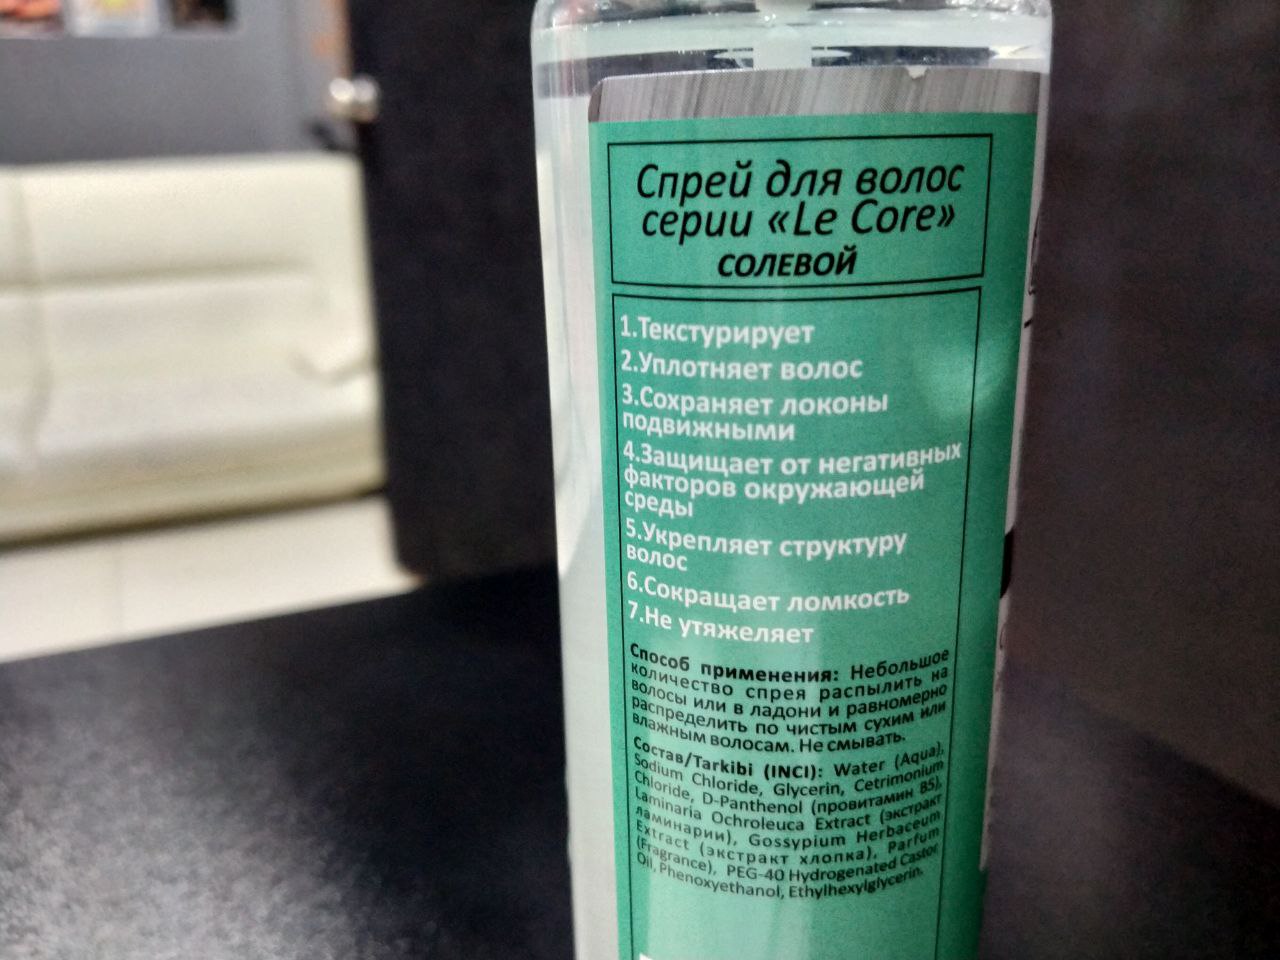 Спрей для волос
серии «Le Core»
СОЛЕВОЙ
1.Текстурирует
2.Уплотняет волос
3.Сохраняет локоны
подвижными
4.Защищает от негативных
факторов окружающей
среды
5.Укрепляет структуру
волос
6.Сокращает ломкость
7.Не утяжеляет
Способ применения: Небольшое
количество спрея распылить на
волосы или в ладони и равномерно
распределить по чистым сухим или
влажным волосам. Не смывать.
Состав/Tarkibi (INCI): Water (Aqua),
Sodium Chloride, Glycerin, Cetrimonium
Chloride, D-Panthenol (провитамин B5),
Laminaria Ochroleuca Extract (экстракт
ламинарии), Gossypium Herbaceum
Extract (экстракт хлопка), Parfum
(Fragrance), PEG-40 Hydrogenated Castor
Oil, Phenoxyethanol, Ethylhexylglycerin.